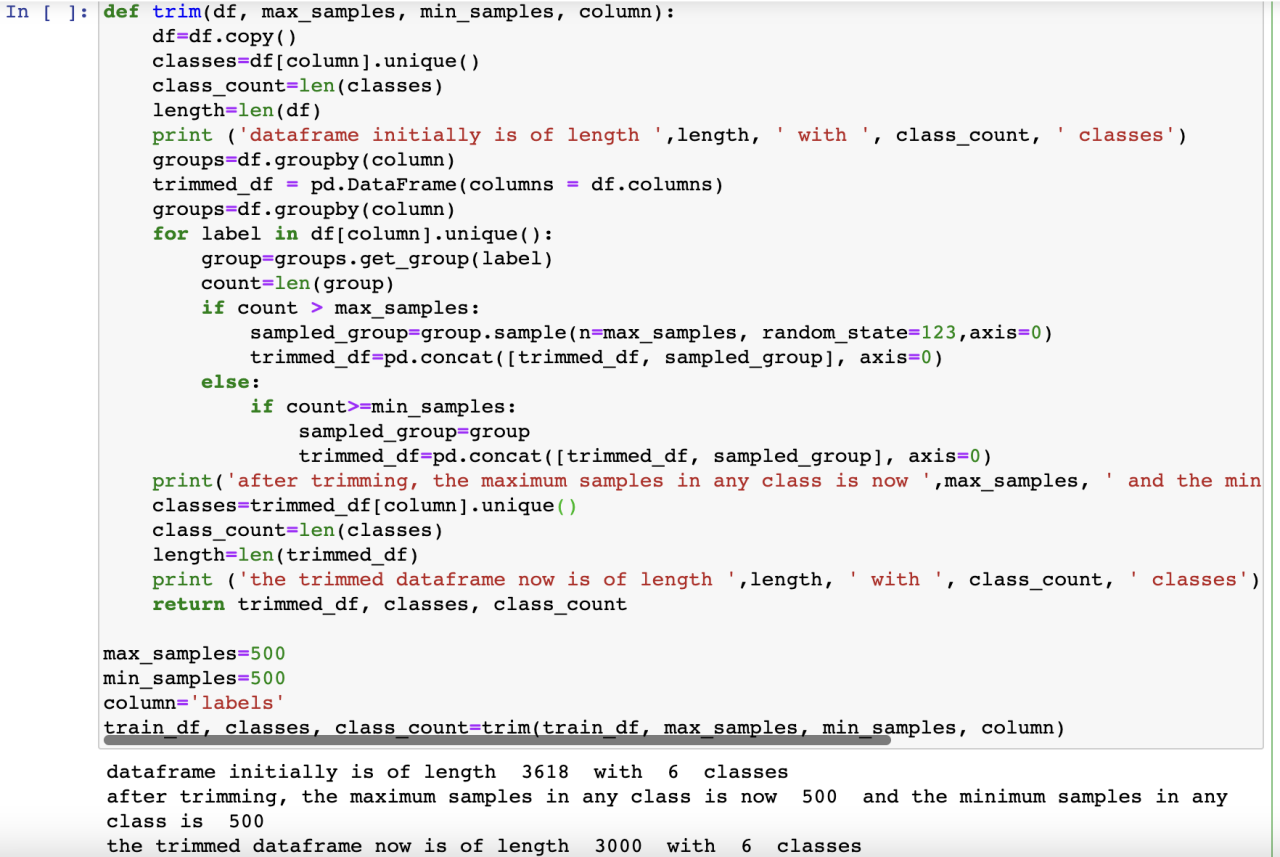 In [ ]: def trim(df, max_samples, min_samples, column):
    df=df.copy()
    classes=df[column].unique()
    class_count=len(classes)
    length=len(df)
    print ('dataframe initially is of length ',length, ' with ', class_count, ' classes')
    groups=df.groupby(column)
    trimmed_df = pd.DataFrame(columns = df.columns)
    groups=df.groupby(column)
    for label in df[column].unique():
        group=groups.get_group(label)
        count=len(group)
        if count > max_samples:
            sampled_group=group.sample(n=max_samples, random_state=123,axis=0)
            trimmed_df=pd.concat([trimmed_df, sampled_group], axis=0)
        else:
            if count>=min_samples:
                sampled_group=group
                trimmed_df=pd.concat([trimmed_df, sampled_group], axis=0)
    print('after trimming, the maximum samples in any class is now ',max_samples, ' and the min
    classes=trimmed_df[column].unique()
    class_count=len(classes)
    length=len(trimmed_df)
    print ('the trimmed dataframe now is of length ',length, ' with ', class_count, ' classes')
    return trimmed_df, classes, class_count
max_samples=500
min_samples=500
column='labels'
train_df, classes, class_count=trim(train_df, max_samples, min_samples, column)
dataframe initially is of length  3618  with  6  classes
after trimming, the maximum samples in any class is now  500  and the minimum samples in any
class is  500
the trimmed dataframe now is of length  3000  with  6  classes